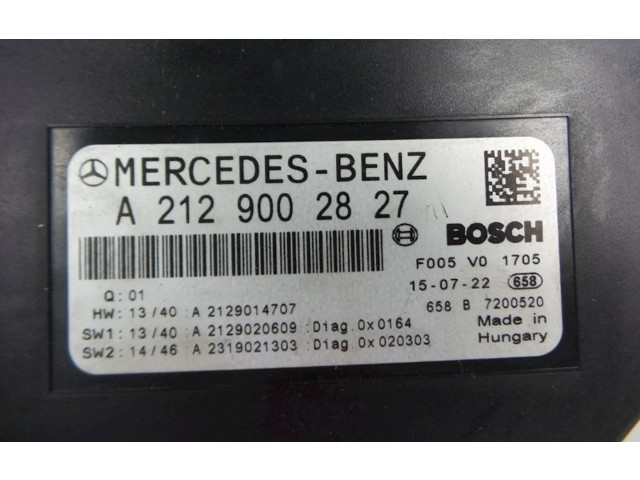 MERCEDES-BENZ
A 212 900 28 27
BOSCH
F005 V0 1705
Q: 01
15-07-22 658
HW: 13/40 :A 2129014707
658 B 7200520
SW1: 13/40 :A 2129020609 :Diag.0x0164
Made in
SW2: 14/46 :A 2319021303 :Diag.0x020303
Hungary